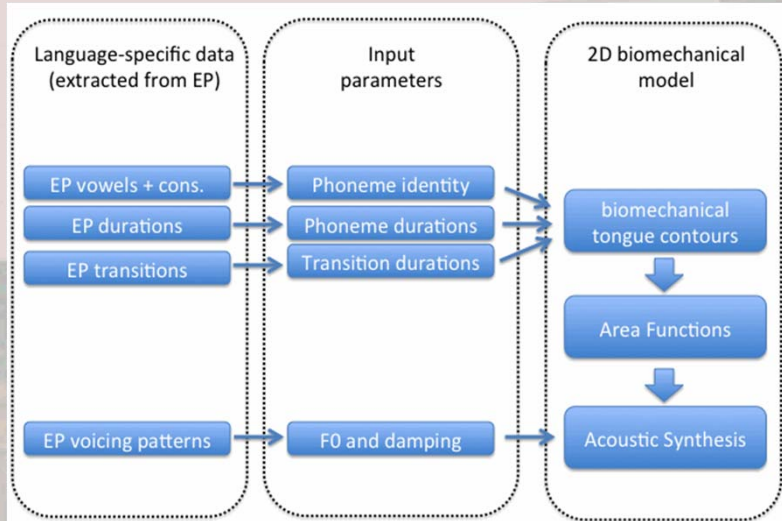 Language-specific data
(extracted from EP)
Input
parameters
2D biomechanical
model
EP vowels + cons.
Phoneme identity
EP durations
Phoneme durations
biomechanical
tongue contours
EP transitions
Transition durations
Area Functions
EP voicing patterns
F0 and damping
Acoustic Synthesis